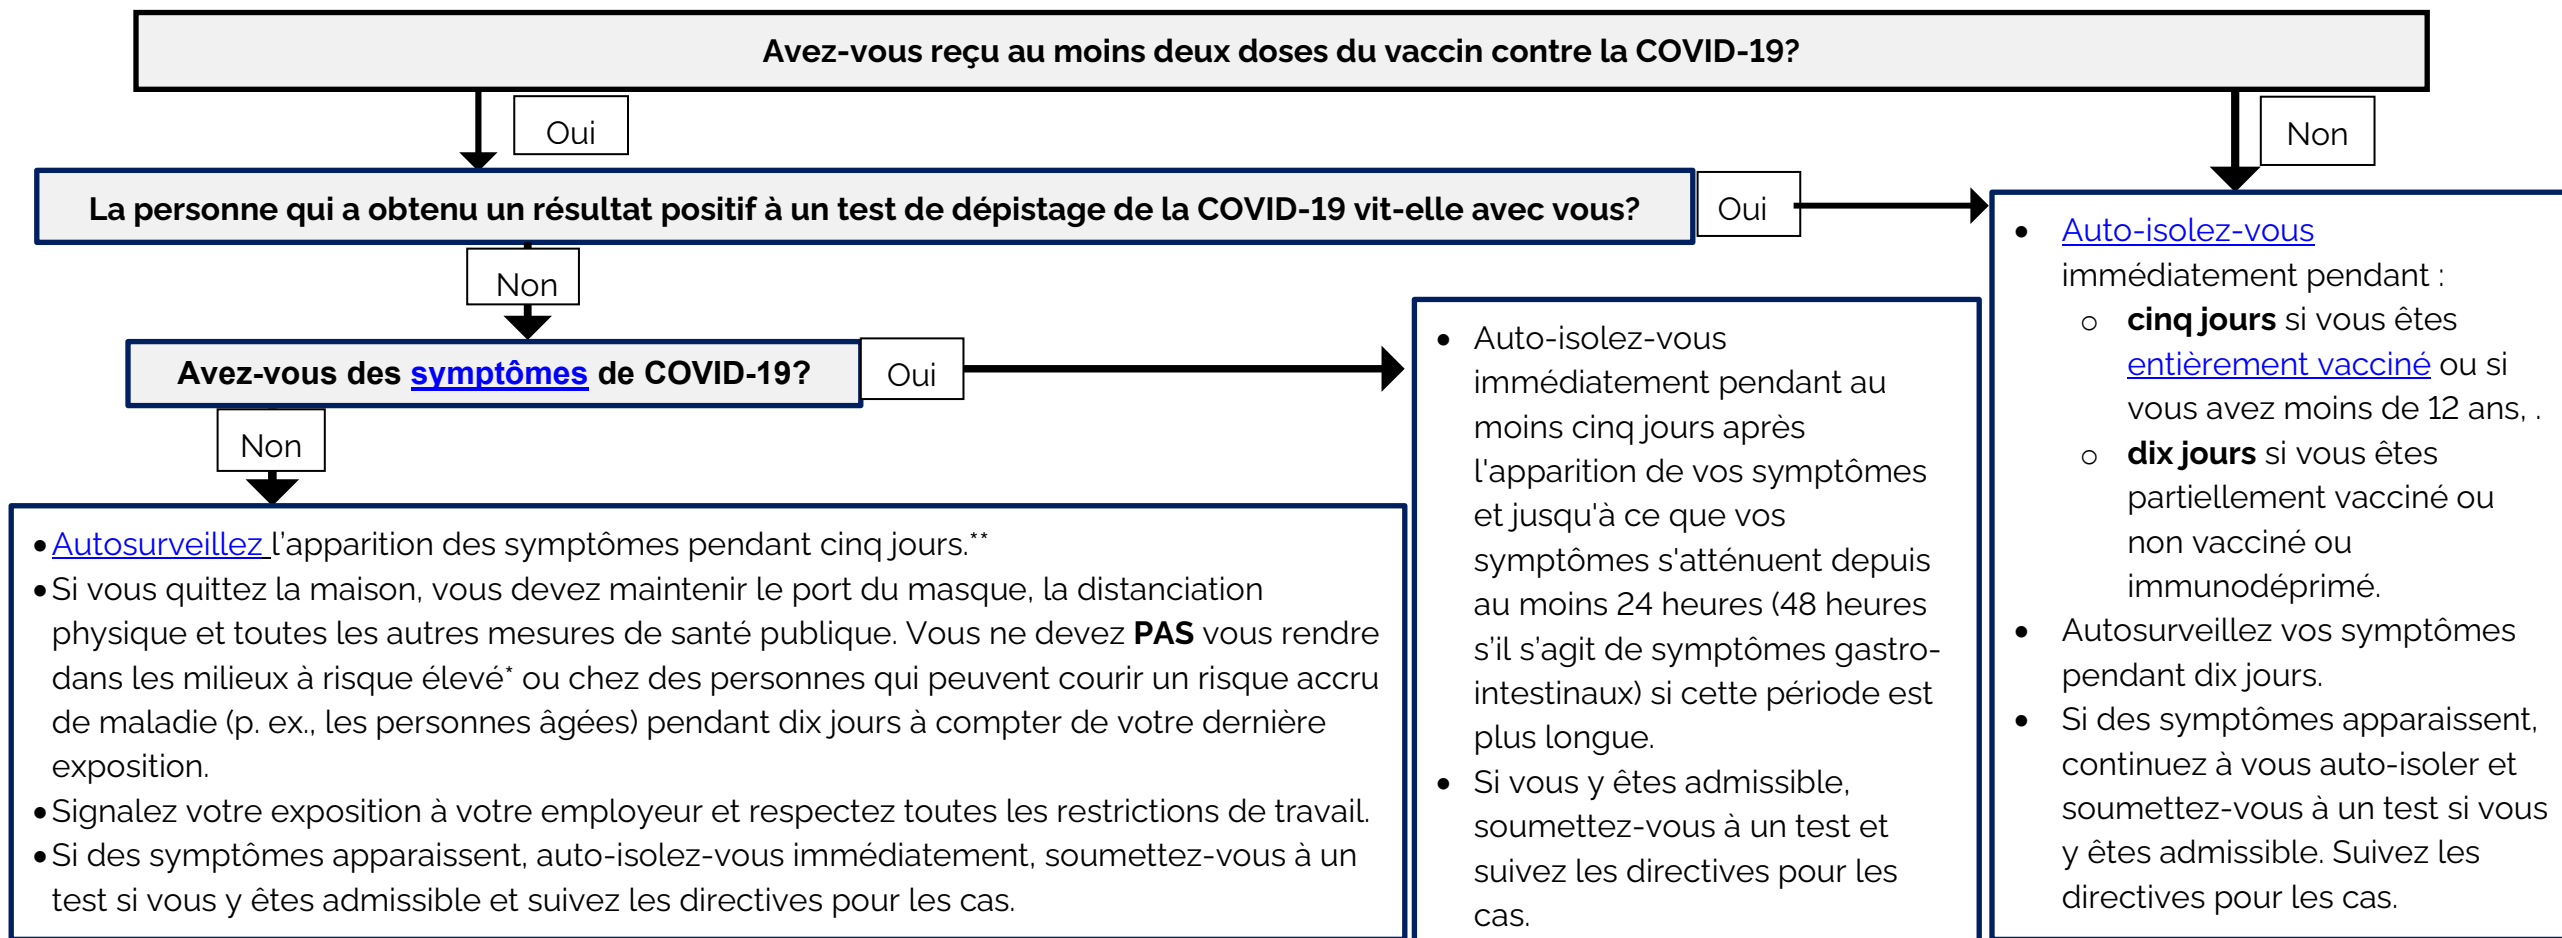 Avez-vous reçu au moins deux doses du vaccin contre la COVID-19?
Oui
Non
La personne qui a obtenu un résultat positif à un test de dépistage de la COVID-19 vit-elle avec vous?
Oui
Non
Avez-vous des symptômes de COVID-19?
Oui
Non
• Autosurveillez l’apparition des symptômes pendant cinq jours.**
• Si vous quittez la maison, vous devez maintenir le port du masque, la distanciation
physique et toutes les autres mesures de santé publique. Vous ne devez PAS vous rendre
dans les milieux à risque élevé* ou chez des personnes qui peuvent courir un risque accru
de maladie (p. ex., les personnes âgées) pendant dix jours à compter de votre dernière
exposition.
• Signalez votre exposition à votre employeur et respectez toutes les restrictions de travail.
• Si des symptômes apparaissent, auto-isolez-vous immédiatement, soumettez-vous à un
test si vous y êtes admissible et suivez les directives pour les cas.
• Auto-isolez-vous
immédiatement pendant au
moins cinq jours après
l'apparition de vos symptômes
et jusqu'à ce que vos
symptômes s'atténuent depuis
au moins 24 heures (48 heures
s’il s’agit de symptômes gastro-
intestinaux) si cette période est
plus longue.
• Si vous y êtes admissible,
soumettez-vous à un test et
suivez les directives pour les
cas.
• Auto-isolez-vous
immédiatement pendant :
o cinq jours si vous êtes
entièrement vacciné ou si
vous avez moins de 12 ans, .
o dix jours si vous êtes
partiellement vacciné ou
non vacciné ou
immunodéprimé.
• Autosurveillez vos symptômes
pendant dix jours.
• Si des symptômes apparaissent,
continuez à vous auto-isoler et
soumettez-vous à un test si vous
y êtes admissible. Suivez les
directives pour les cas.